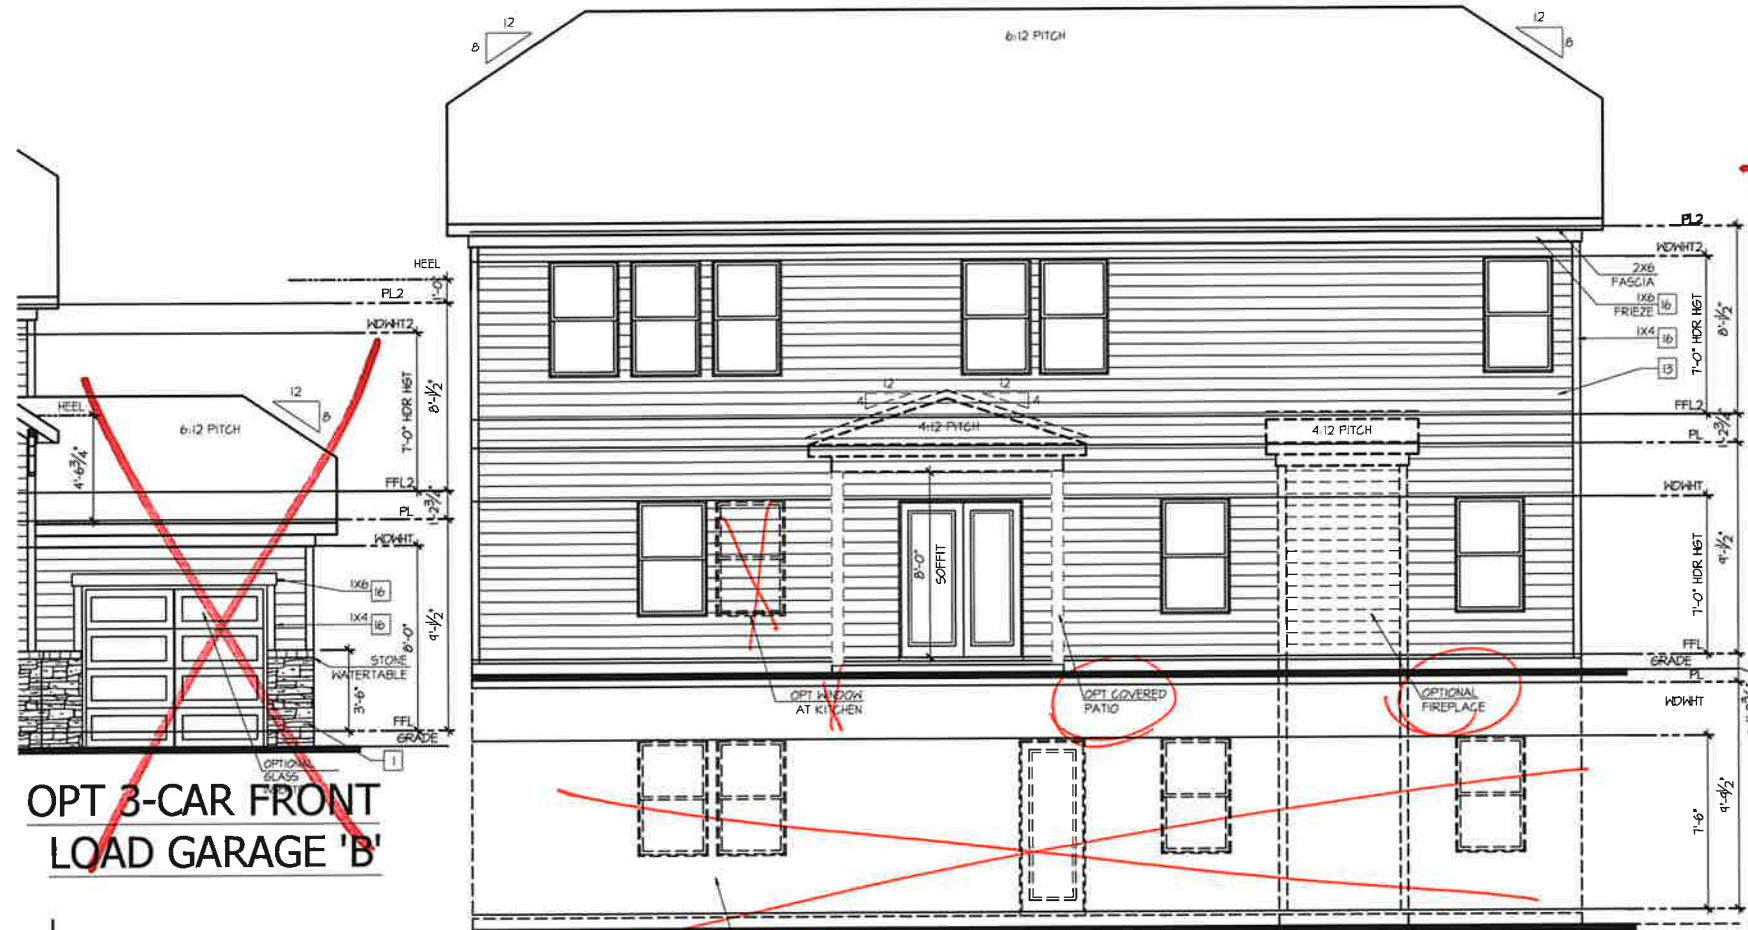 12
8
6:12 PITCH
12
8
HEEL
1'-0"
PL2
WDWHT2
7'-0" HDR HGT
8'-1/2"
HEEL
12
8
6:12 PITCH
4'-6 3/4"
FFL2
1'-2 3/4"
PL
WDWHT
1X6 16
1X4 16
8'-0"
9'-1/2"
STONE
WATERTABLE
3'-6"
FFL
GRADE
1
OPTIONAL
GLASS
OPT 3-CAR FRONT
LOAD GARAGE 'B'
PL2
WDWHT2
2X6
FASCIA
1X6 16
FRIEZE
1X4 16
13
7'-0" HDR HGT
8'-1/2"
12
4
12
4
4:12 PITCH
4:12 PITCH
FFL2
1'-2 3/4"
PL
WDWHT
8'-0"
SOFFIT
7'-0" HDR HGT
9'-1/2"
FFL
GRADE
PL
WDWHT
OPT WINDOW
AT KITCHEN
OPT COVERED
PATIO
OPTIONAL
FIREPLACE
7'-6"